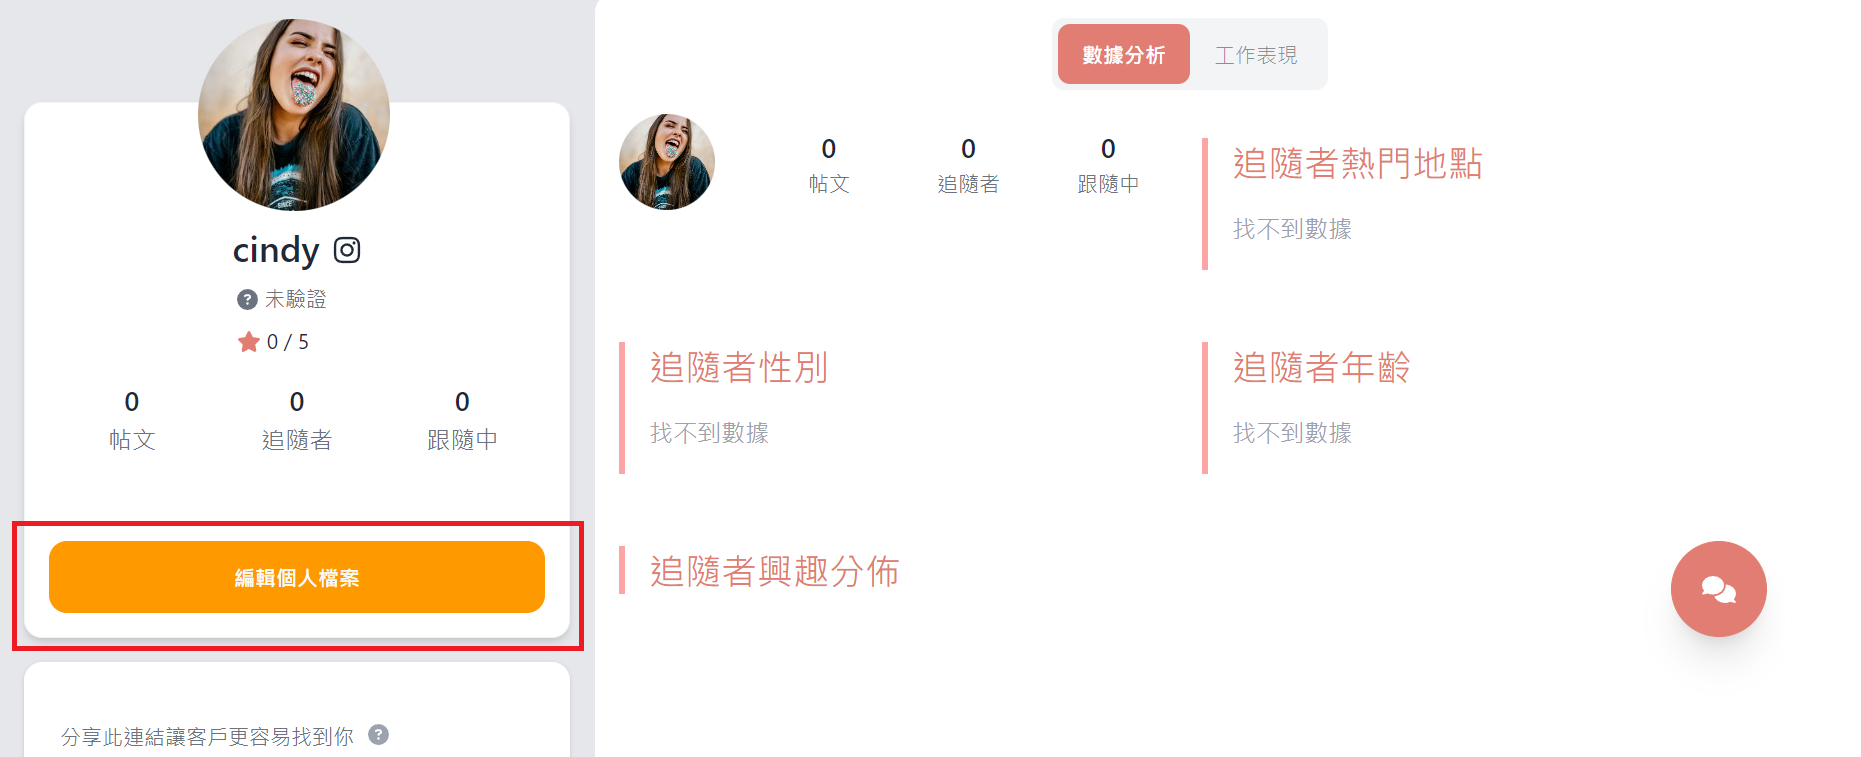 cindy
未驗證
0 / 5
0 0 0
帖文 追隨者 跟隨中
編輯個人檔案
分享此連結讓客戶更容易找到你
數據分析 工作表現
0 0 0
帖文 追隨者 跟隨中
追隨者熱門地點
找不到數據
追隨者性別
找不到數據
追隨者年齡
找不到數據
追隨者興趣分佈